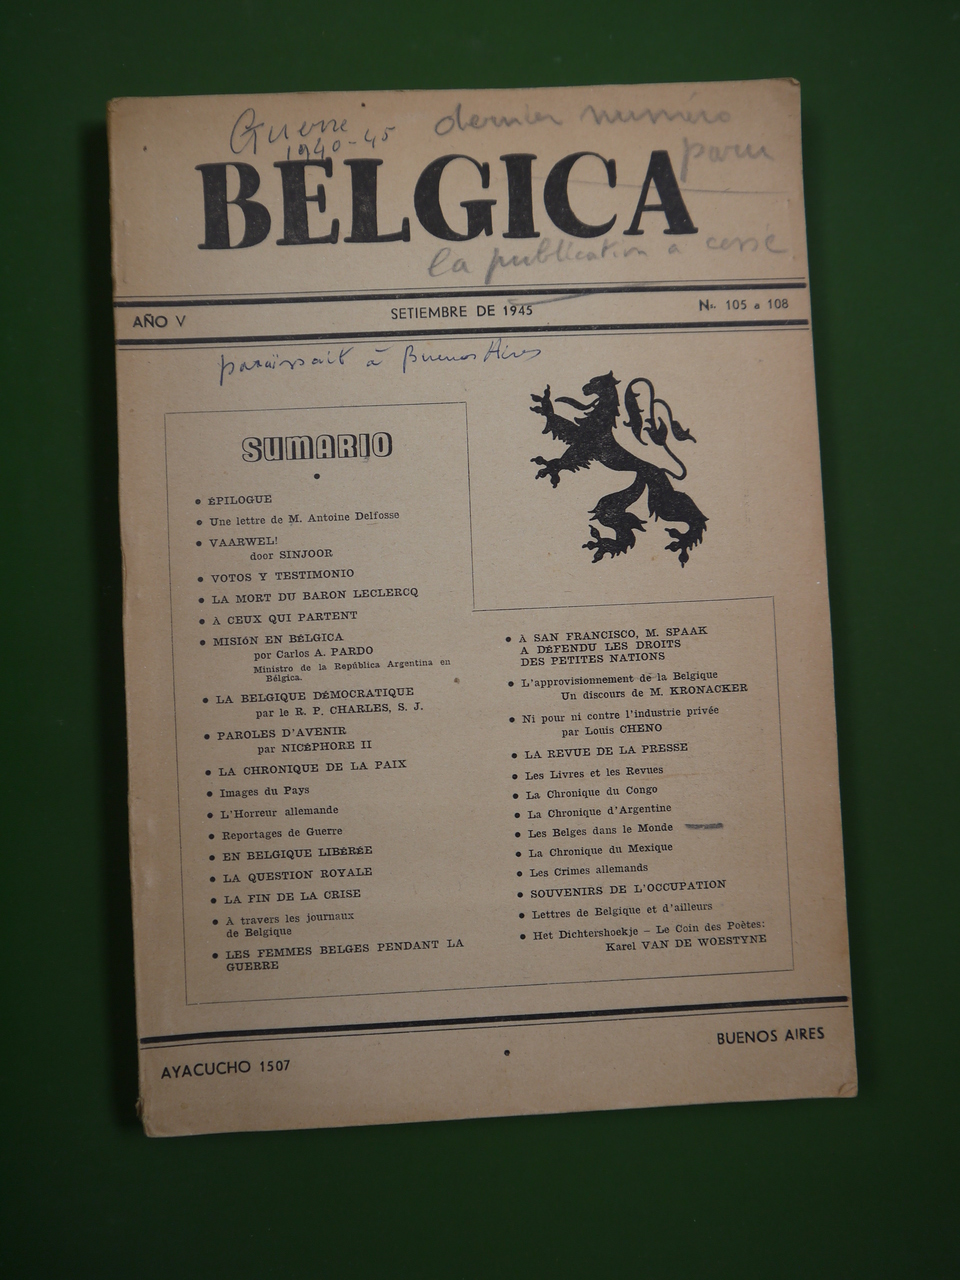 Guerre
1940-45
dernier numéro
paru
BELGICA
la publication a cessé
AÑO V
SETIEMBRE DE 1945
Nr. 105 a 108
paraissait à Buenos Aires
SUMARIO
• ÉPILOGUE
• Une lettre de M. Antoine Delfosse
• VAARWEL!
door SINJOOR
• VOTOS Y TESTIMONIO
• LA MORT DU BARON LECLERCQ
• À CEUX QUI PARTENT
• MISIÓN EN BÉLGICA
por Carlos A. PARDO
Ministro de la República Argentina en
Bélgica.
• LA BELGIQUE DÉMOCRATIQUE
par le R. P. CHARLES, S. J.
• PAROLES D'AVENIR
par NICÉPHORE II
• LA CHRONIQUE DE LA PAIX
• Images du Pays
• L'Horreur allemande
• Reportages de Guerre
• EN BELGIQUE LIBÉRÉE
• LA QUESTION ROYALE
• LA FIN DE LA CRISE
• À travers les journaux
de Belgique
• LES FEMMES BELGES PENDANT LA
GUERRE
• À SAN FRANCISCO, M. SPAAK
A DÉFENDU LES DROITS
DES PETITES NATIONS
• L'approvisionnement de la Belgique
Un discours de M. KRONACKER
• Ni pour ni contre l'industrie privée
par Louis CHENO
• LA REVUE DE LA PRESSE
• Les Livres et les Revues
• La Chronique du Congo
• La Chronique d'Argentine
• Les Belges dans le Monde
• La Chronique du Mexique
• Les Crimes allemands
• SOUVENIRS DE L'OCCUPATION
• Lettres de Belgique et d'ailleurs
• Het Dichtershoekje - Le Coin des Poètes:
Karel VAN DE WOESTYNE
AYACUCHO 1507
BUENOS AIRES